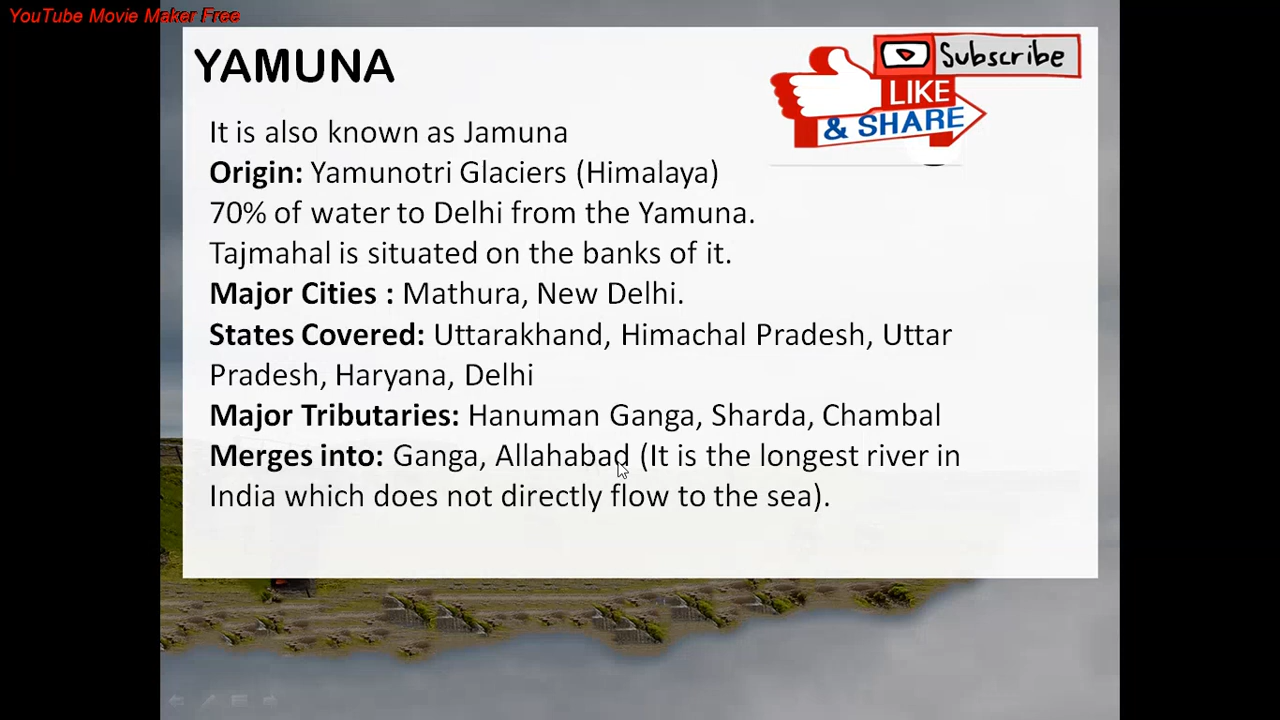 YouTube Movie Maker Free
YAMUNA
Subscribe
LIKE
& SHARE
It is also known as Jamuna
Origin: Yamunotri Glaciers (Himalaya)
70% of water to Delhi from the Yamuna.
Tajmahal is situated on the banks of it.
Major Cities : Mathura, New Delhi.
States Covered: Uttarakhand, Himachal Pradesh, Uttar
Pradesh, Haryana, Delhi
Major Tributaries: Hanuman Ganga, Sharda, Chambal
Merges into: Ganga, Allahabad (It is the longest river in
India which does not directly flow to the sea).